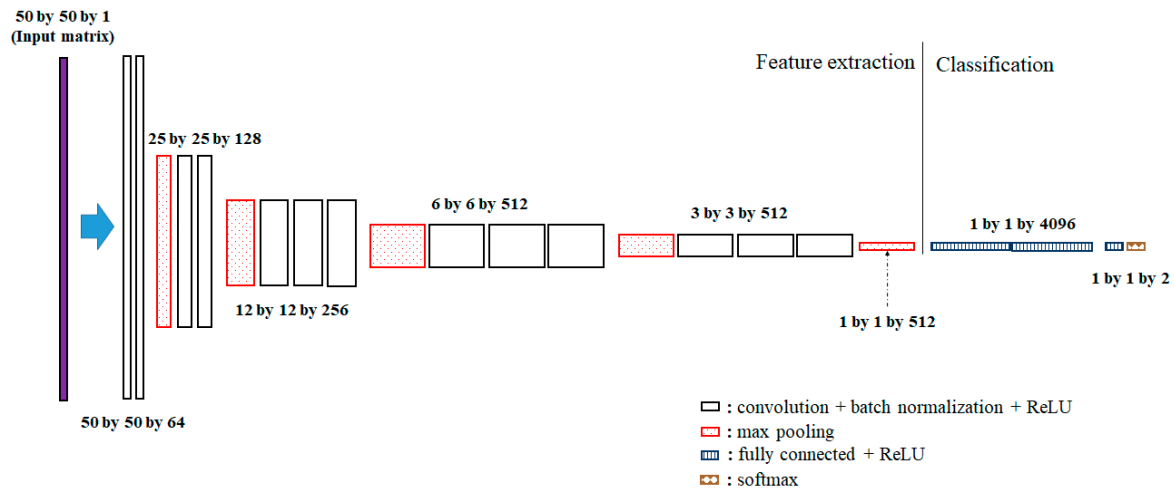 50 by 50 by 1
(Input matrix)
Feature extraction
Classification
25 by 25 by 128
6 by 6 by 512
3 by 3 by 512
1 by 1 by 4096
1 by 1 by 2
12 by 12 by 256
1 by 1 by 512
50 by 50 by 64
: convolution + batch normalization + ReLU
: max pooling
: fully connected + ReLU
: softmax